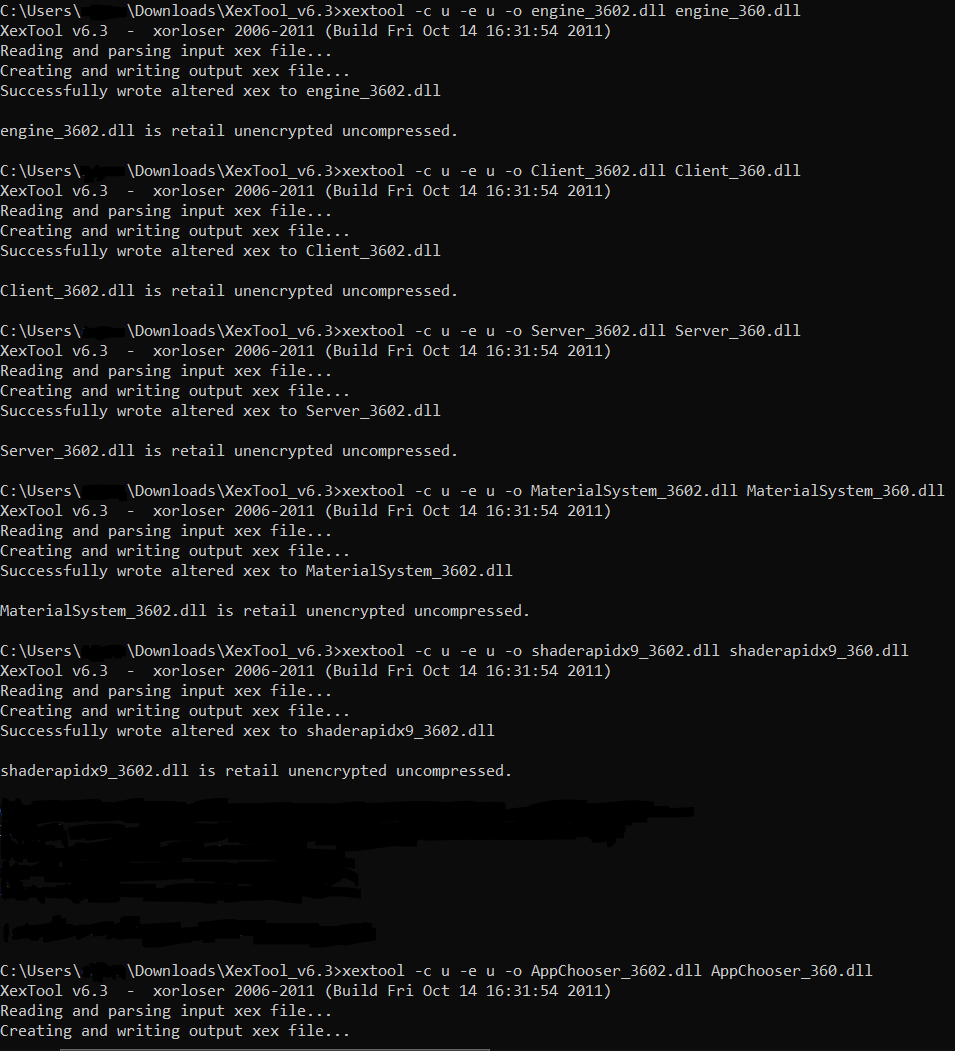 C:\Users\ \Downloads\XexTool_v6.3>xextool -c u -e u -o engine_3602.dll engine_360.dll
XexTool v6.3  -  xorloser 2006-2011 (Build Fri Oct 14 16:31:54 2011)
Reading and parsing input xex file...
Creating and writing output xex file...
Successfully wrote altered xex to engine_3602.dll
engine_3602.dll is retail unencrypted uncompressed.
C:\Users\ \Downloads\XexTool_v6.3>xextool -c u -e u -o Client_3602.dll Client_360.dll
XexTool v6.3  -  xorloser 2006-2011 (Build Fri Oct 14 16:31:54 2011)
Reading and parsing input xex file...
Creating and writing output xex file...
Successfully wrote altered xex to Client_3602.dll
Client_3602.dll is retail unencrypted uncompressed.
C:\Users\ \Downloads\XexTool_v6.3>xextool -c u -e u -o Server_3602.dll Server_360.dll
XexTool v6.3  -  xorloser 2006-2011 (Build Fri Oct 14 16:31:54 2011)
Reading and parsing input xex file...
Creating and writing output xex file...
Successfully wrote altered xex to Server_3602.dll
Server_3602.dll is retail unencrypted uncompressed.
C:\Users\ \Downloads\XexTool_v6.3>xextool -c u -e u -o MaterialSystem_3602.dll MaterialSystem_360.dll
XexTool v6.3  -  xorloser 2006-2011 (Build Fri Oct 14 16:31:54 2011)
Reading and parsing input xex file...
Creating and writing output xex file...
Successfully wrote altered xex to MaterialSystem_3602.dll
MaterialSystem_3602.dll is retail unencrypted uncompressed.
C:\Users\ \Downloads\XexTool_v6.3>xextool -c u -e u -o shaderapidx9_3602.dll shaderapidx9_360.dll
XexTool v6.3  -  xorloser 2006-2011 (Build Fri Oct 14 16:31:54 2011)
Reading and parsing input xex file...
Creating and writing output xex file...
Successfully wrote altered xex to shaderapidx9_3602.dll
shaderapidx9_3602.dll is retail unencrypted uncompressed.
C:\Users\ \Downloads\XexTool_v6.3>xextool -c u -e u -o AppChooser_3602.dll AppChooser_360.dll
XexTool v6.3  -  xorloser 2006-2011 (Build Fri Oct 14 16:31:54 2011)
Reading and parsing input xex file...
Creating and writing output xex file...